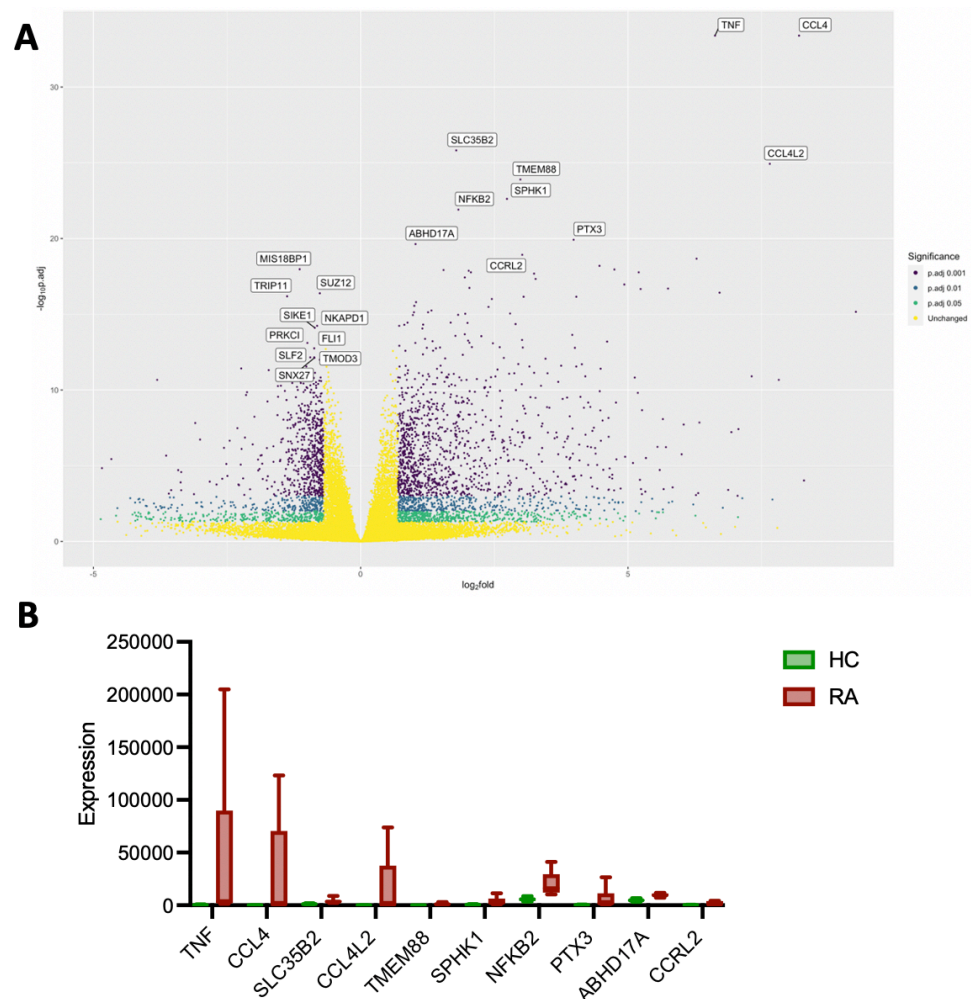 A
TNF
CCL4
30
SLC35B2
CCL4L2
TMEM88
SPHK1
NFKB2
PTX3
ABHD17A
20
CCRL2
MIS18BP1
SUZ12
TRIP11
SIKE1
NKAPD1
PRKCI
FLI1
SLF2
TMOD3
SNX27
10
0
-log10p.adj
-5 0 5
log2fold
Significance
p.adj 0.001
p.adj 0.01
p.adj 0.05
Unchanged
B
250000
200000
150000
100000
50000
0
Expression
HC
RA
TNF
CCL4
SLC35B2
CCL4L2
TMEM88
SPHK1
NFKB2
PTX3
ABHD17A
CCRL2